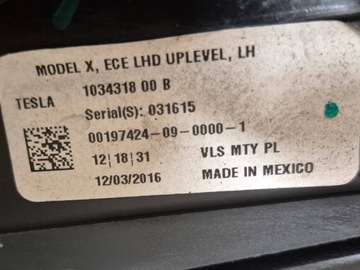 MODEL X, ECE LHD UPLEVEL, LH
TESLA 1034318 00 B
Serial(S): 031615
00197424-09-0000-1
12|18|31 VLS MTY PL
12/03/2016 MADE IN MEXICO